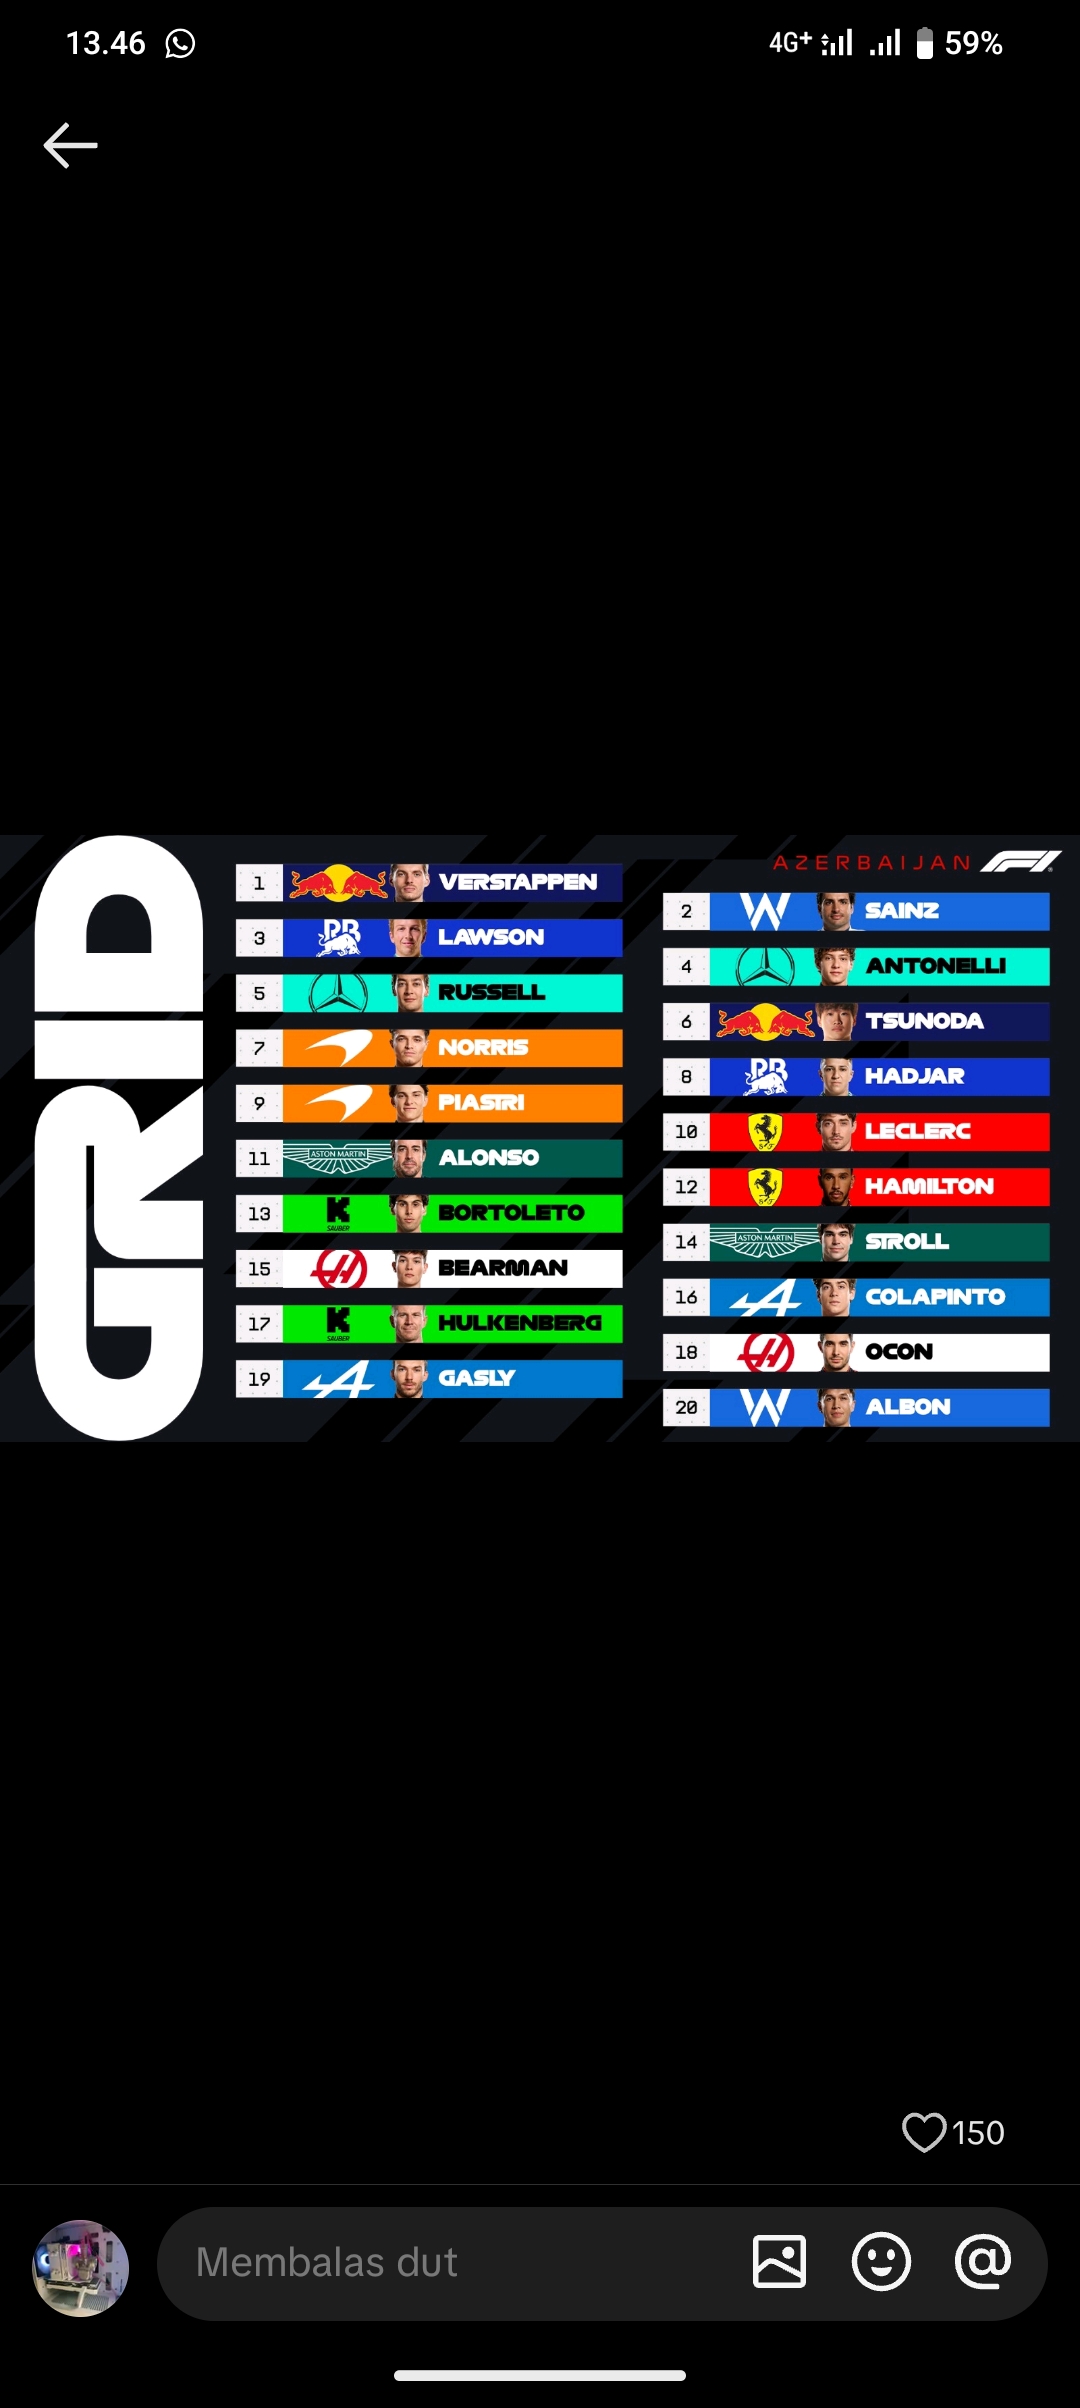 13.46
4G+ 59%
AZERBAIJAN F1
GRID
1 VERSTAPPEN
2 SAINZ
3 RB LAWSON
4 ANTONELLI
5 RUSSELL
6 TSUNODA
7 NORRIS
8 RB HADJAR
9 PIASTRI
10 SF LECLERC
11 ASTON MARTIN ALONSO
12 SF HAMILTON
13 K SAUBER BORTOLETO
14 ASTON MARTIN STROLL
15 BEARMAN
16 COLAPINTO
17 K SAUBER HULKENBERG
18 OCON
19 GASLY
20 ALBON
150
Membalas dut